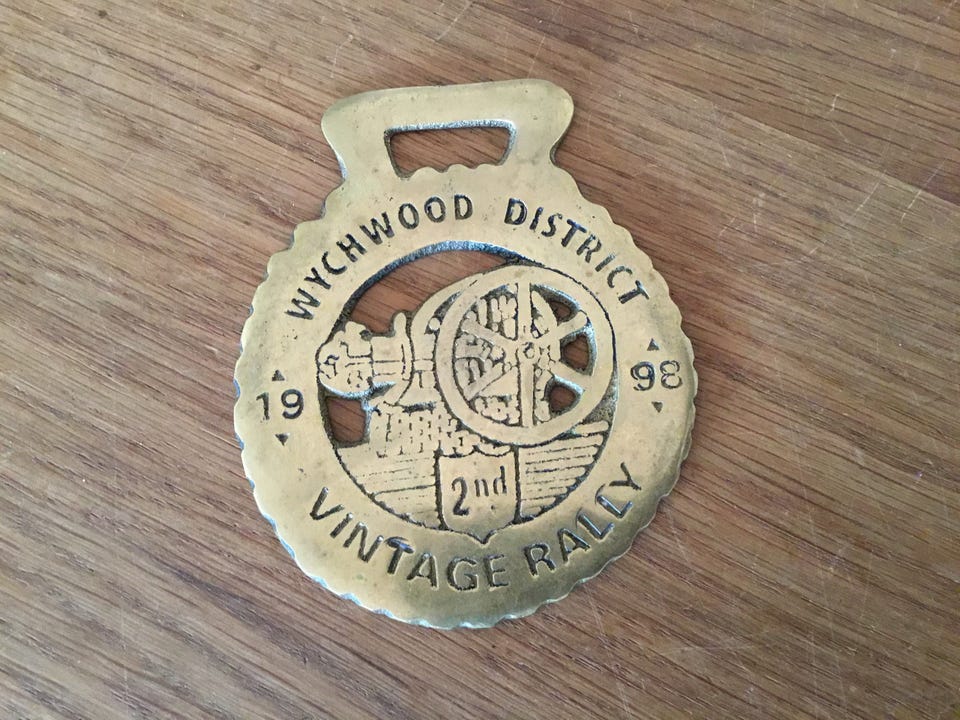 WYCHWOOD DISTRICT
19 98
2nd
VINTAGE RALLY